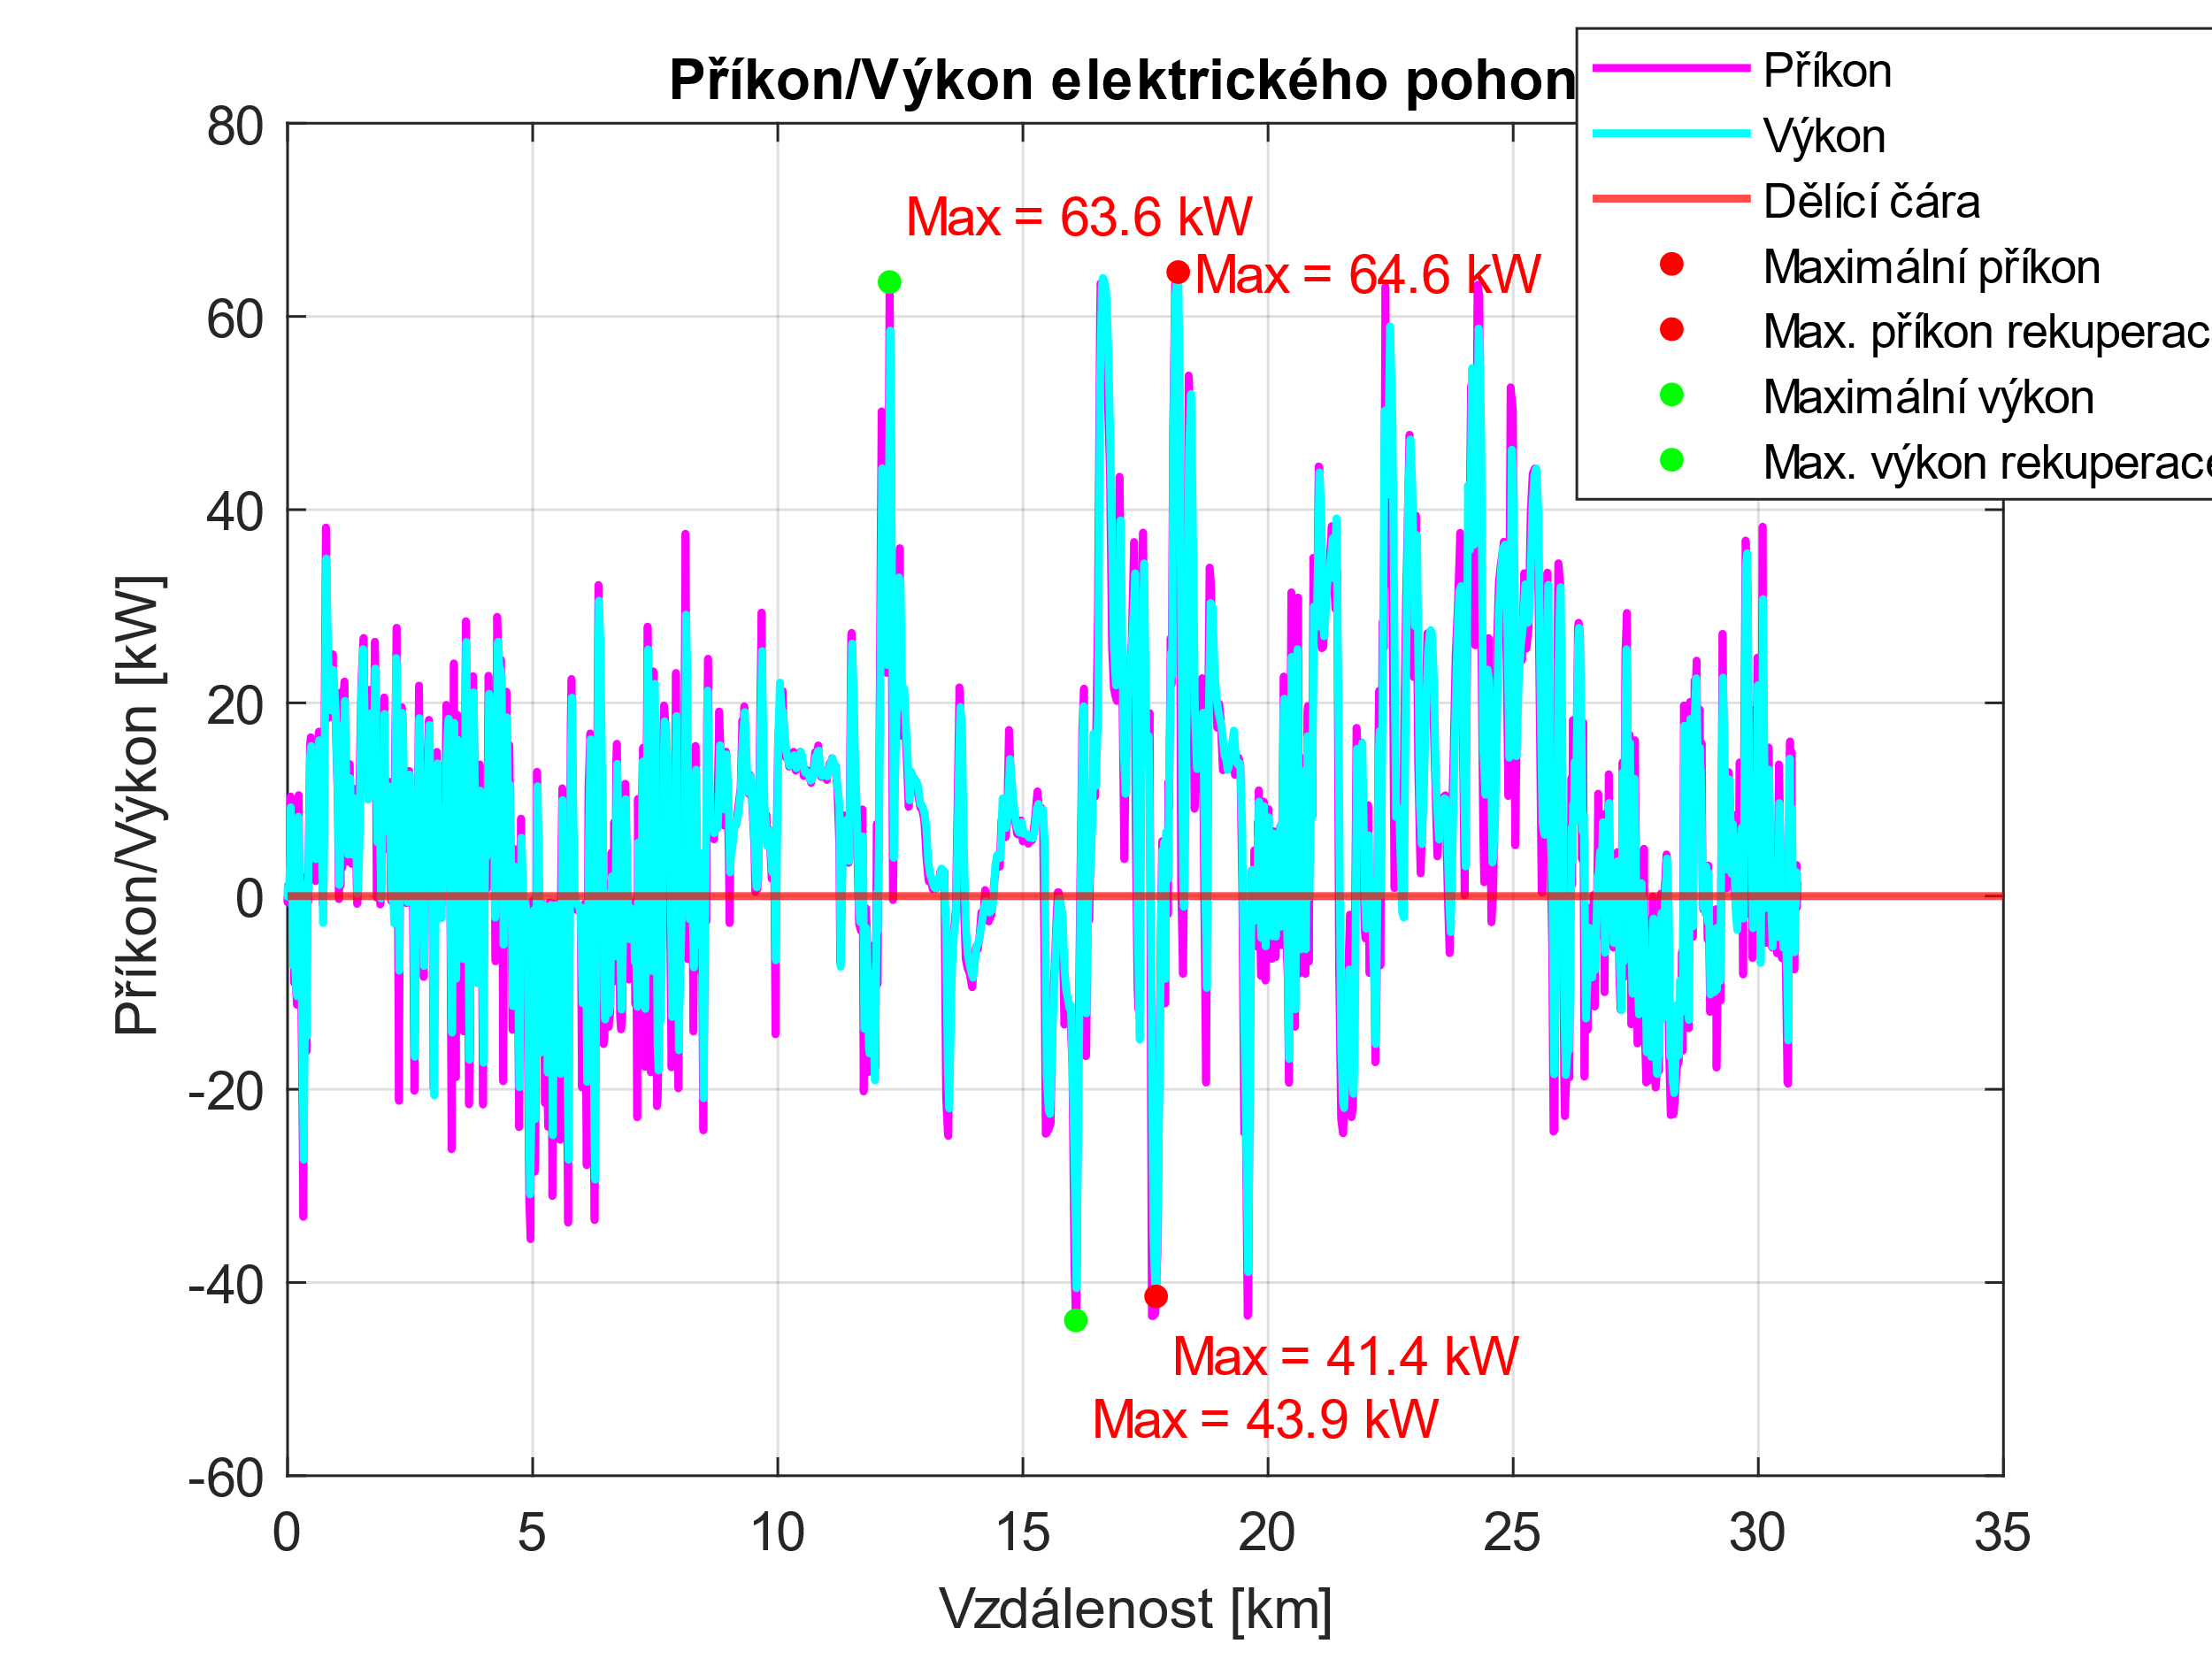 Příkon/Výkon elektrického pohon
Příkon
Výkon
Dělící čára
Maximální příkon
Max. příkon rekuperac
Maximální výkon
Max. výkon rekuperace
Max = 63.6 kW
Max = 64.6 kW
Max = 41.4 kW
Max = 43.9 kW
Příkon/Výkon [kW]
80
60
40
20
0
-20
-40
-60
0 5 10 15 20 25 30 35
Vzdálenost [km]